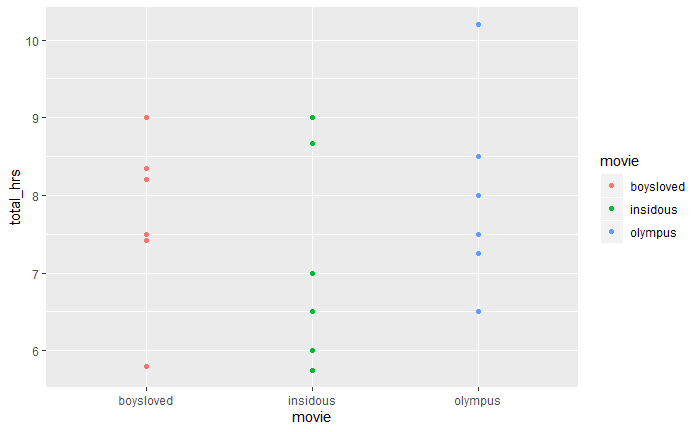 10
9
8
7
6
total_hrs
boysloved
insidous
olympus
movie
movie
boysloved
insidous
olympus